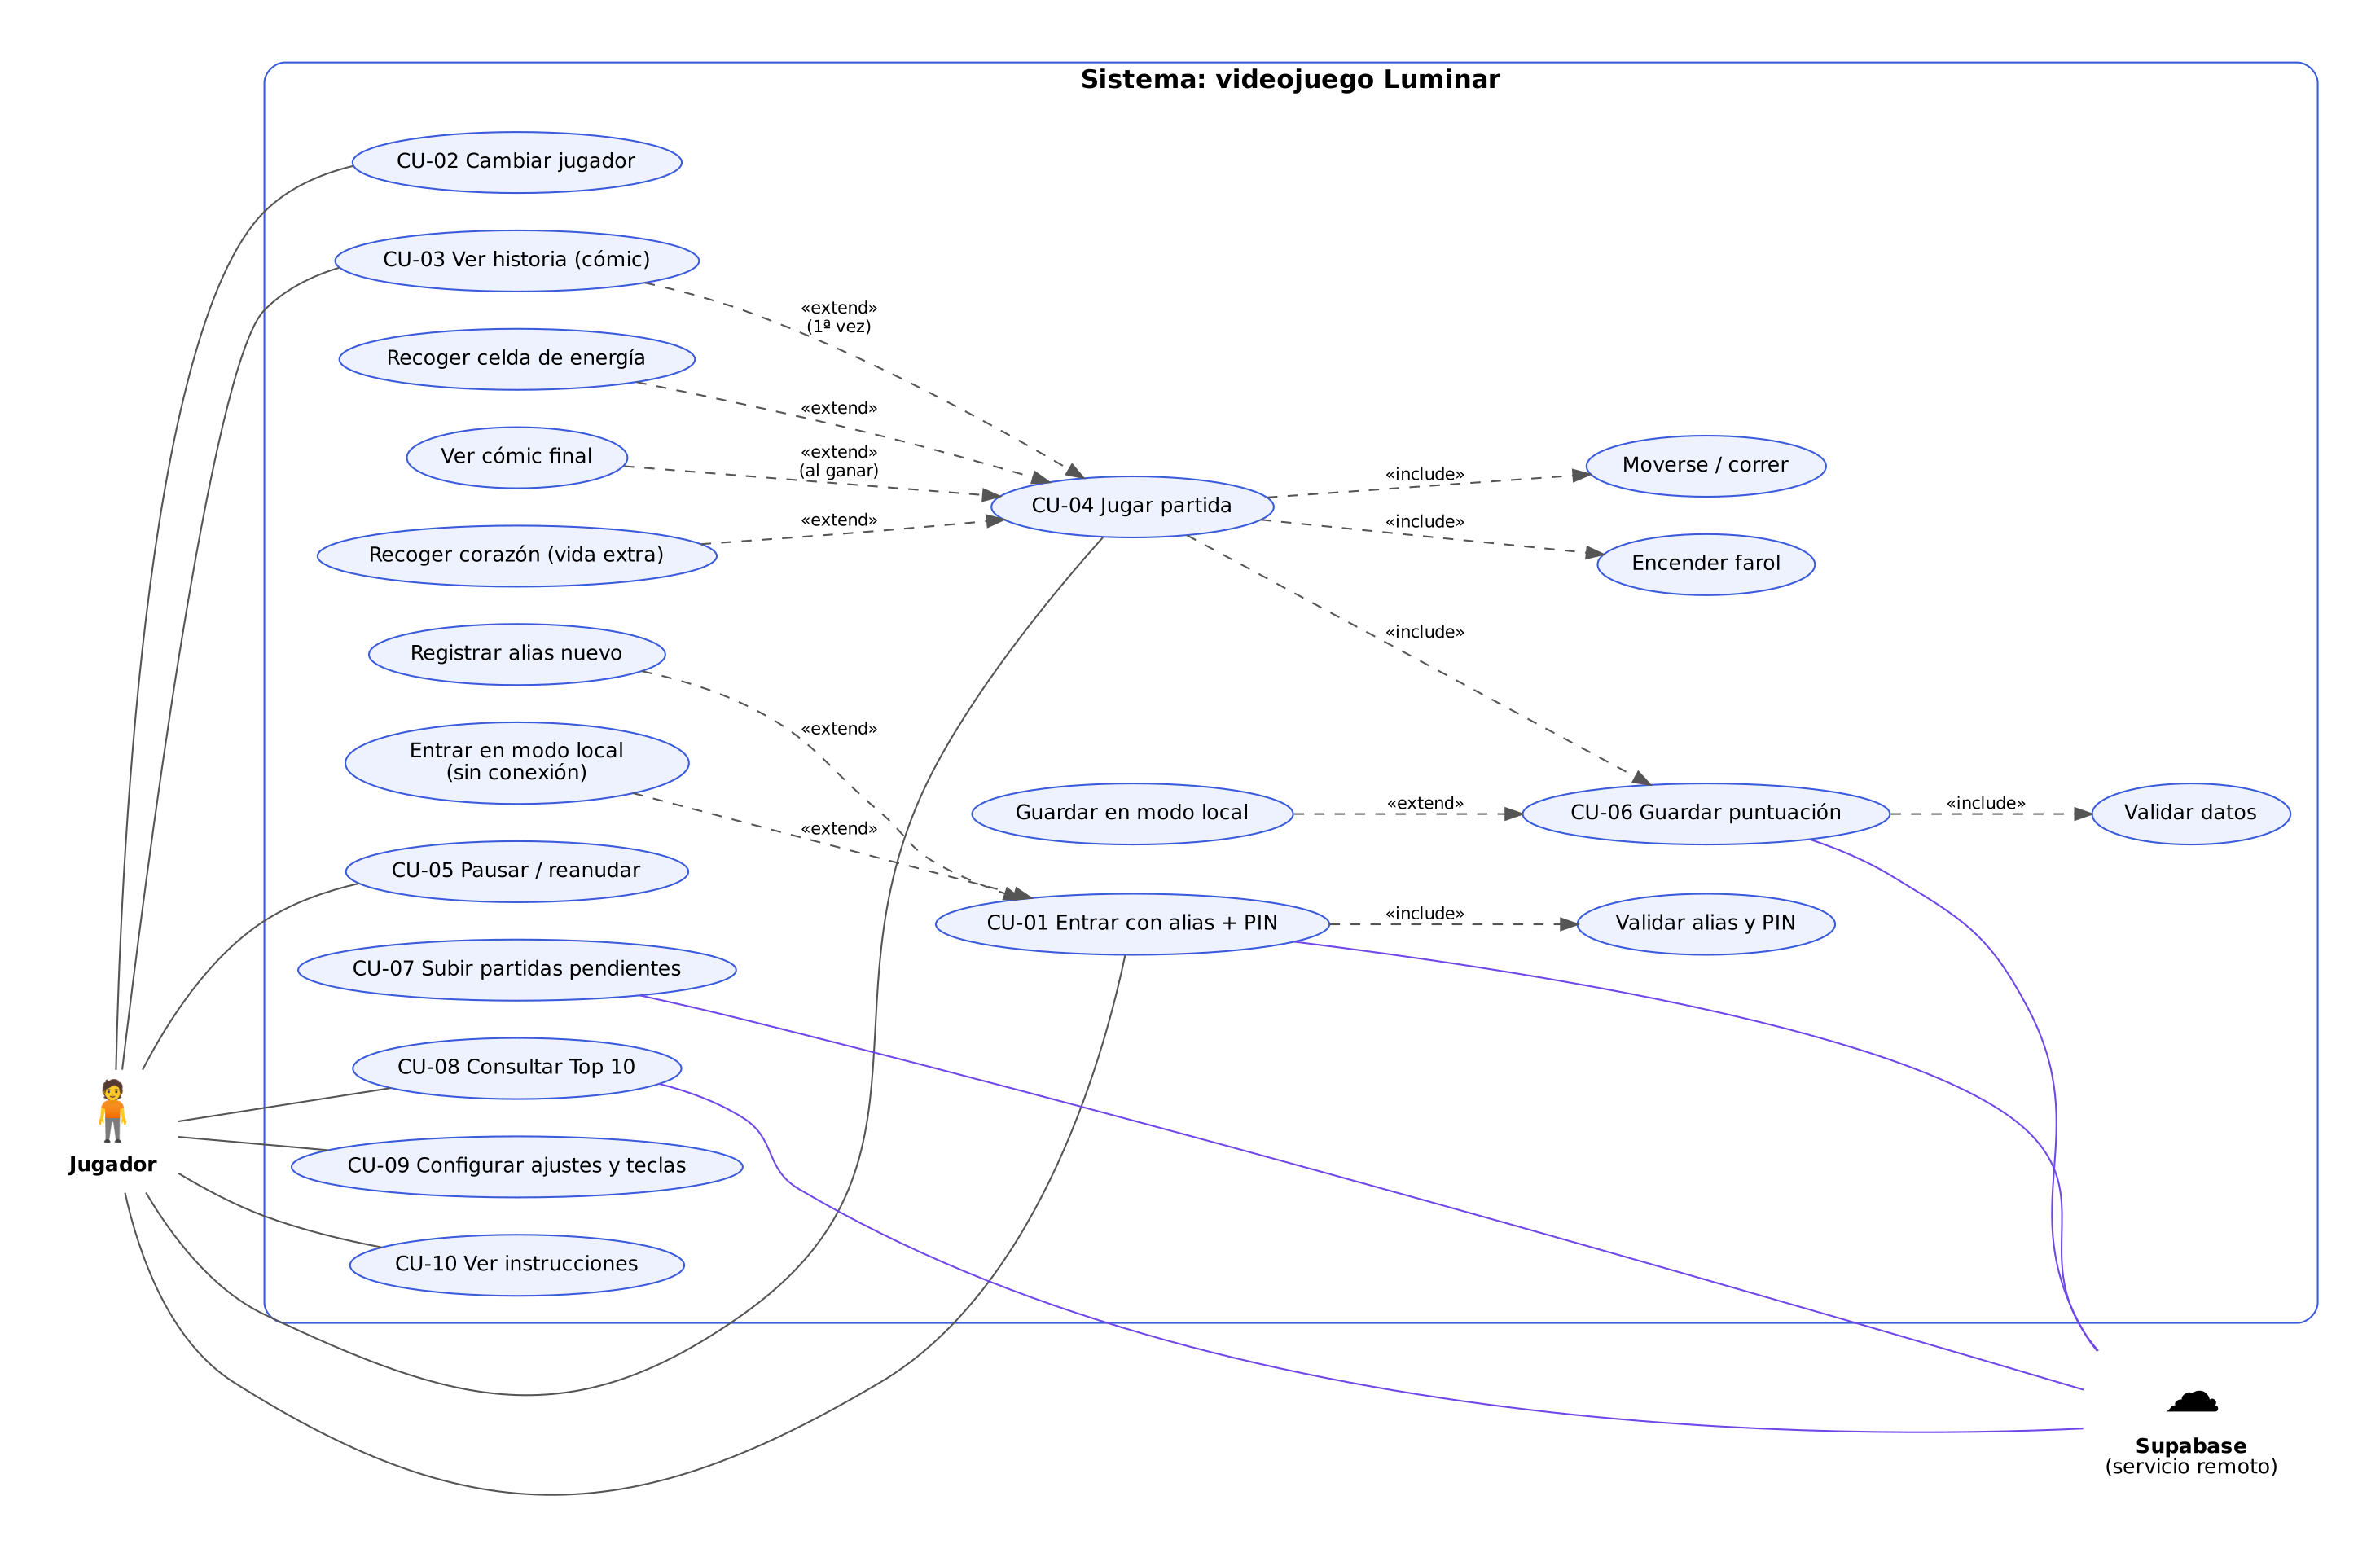 Sistema: videojuego Luminar
CU-02 Cambiar jugador
CU-03 Ver historia (cómic)
«extend»
(1ª vez)
Recoger celda de energía
«extend»
Ver cómic final
«extend»
(al ganar)
Recoger corazón (vida extra)
«extend»
CU-04 Jugar partida
«include»
Moverse / correr
«include»
Encender farol
«include»
Registrar alias nuevo
«extend»
Entrar en modo local
(sin conexión)
«extend»
Guardar en modo local
«extend»
CU-06 Guardar puntuación
«include»
Validar datos
CU-05 Pausar / reanudar
CU-01 Entrar con alias + PIN
«include»
Validar alias y PIN
CU-07 Subir partidas pendientes
CU-08 Consultar Top 10
Jugador
CU-09 Configurar ajustes y teclas
CU-10 Ver instrucciones
Supabase
(servicio remoto)